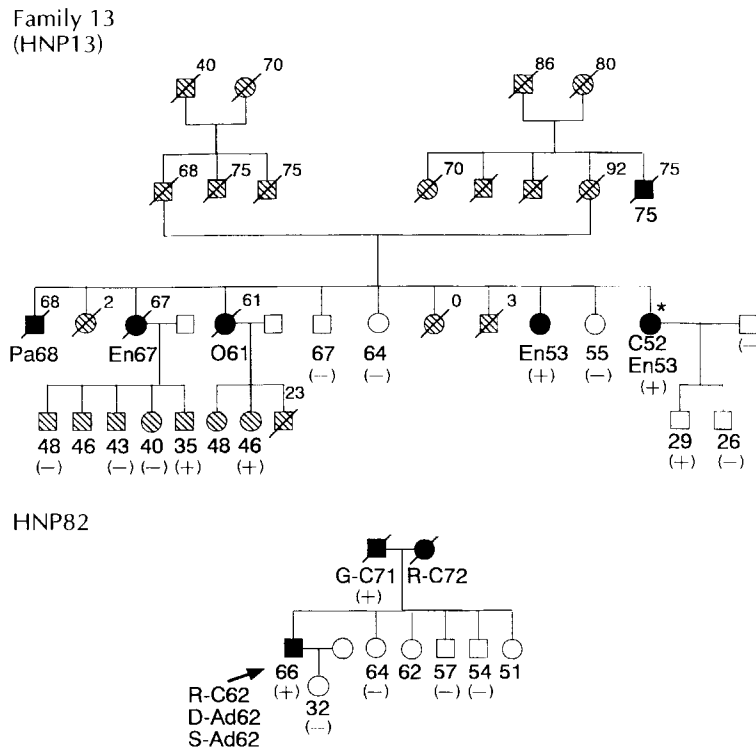 Family 13
(HNP13)
40 70 86 80
68 75 75 70 92 75
75
68 2 67 61 0 3 *
Pa68 En67 O61 67 64 En53 55 C52
(–) (–) (+) (–) En53 (–
(+)
23
48 46 43 40 35 48 46 29 26
(–) (–) (–) (+) (+) (+) (–)
HNP82
G-C71 R-C72
(+)
66 64 62 57 54 51
(+) (–) (–) (–)
R-C62 32
D-Ad62 (–)
S-Ad62